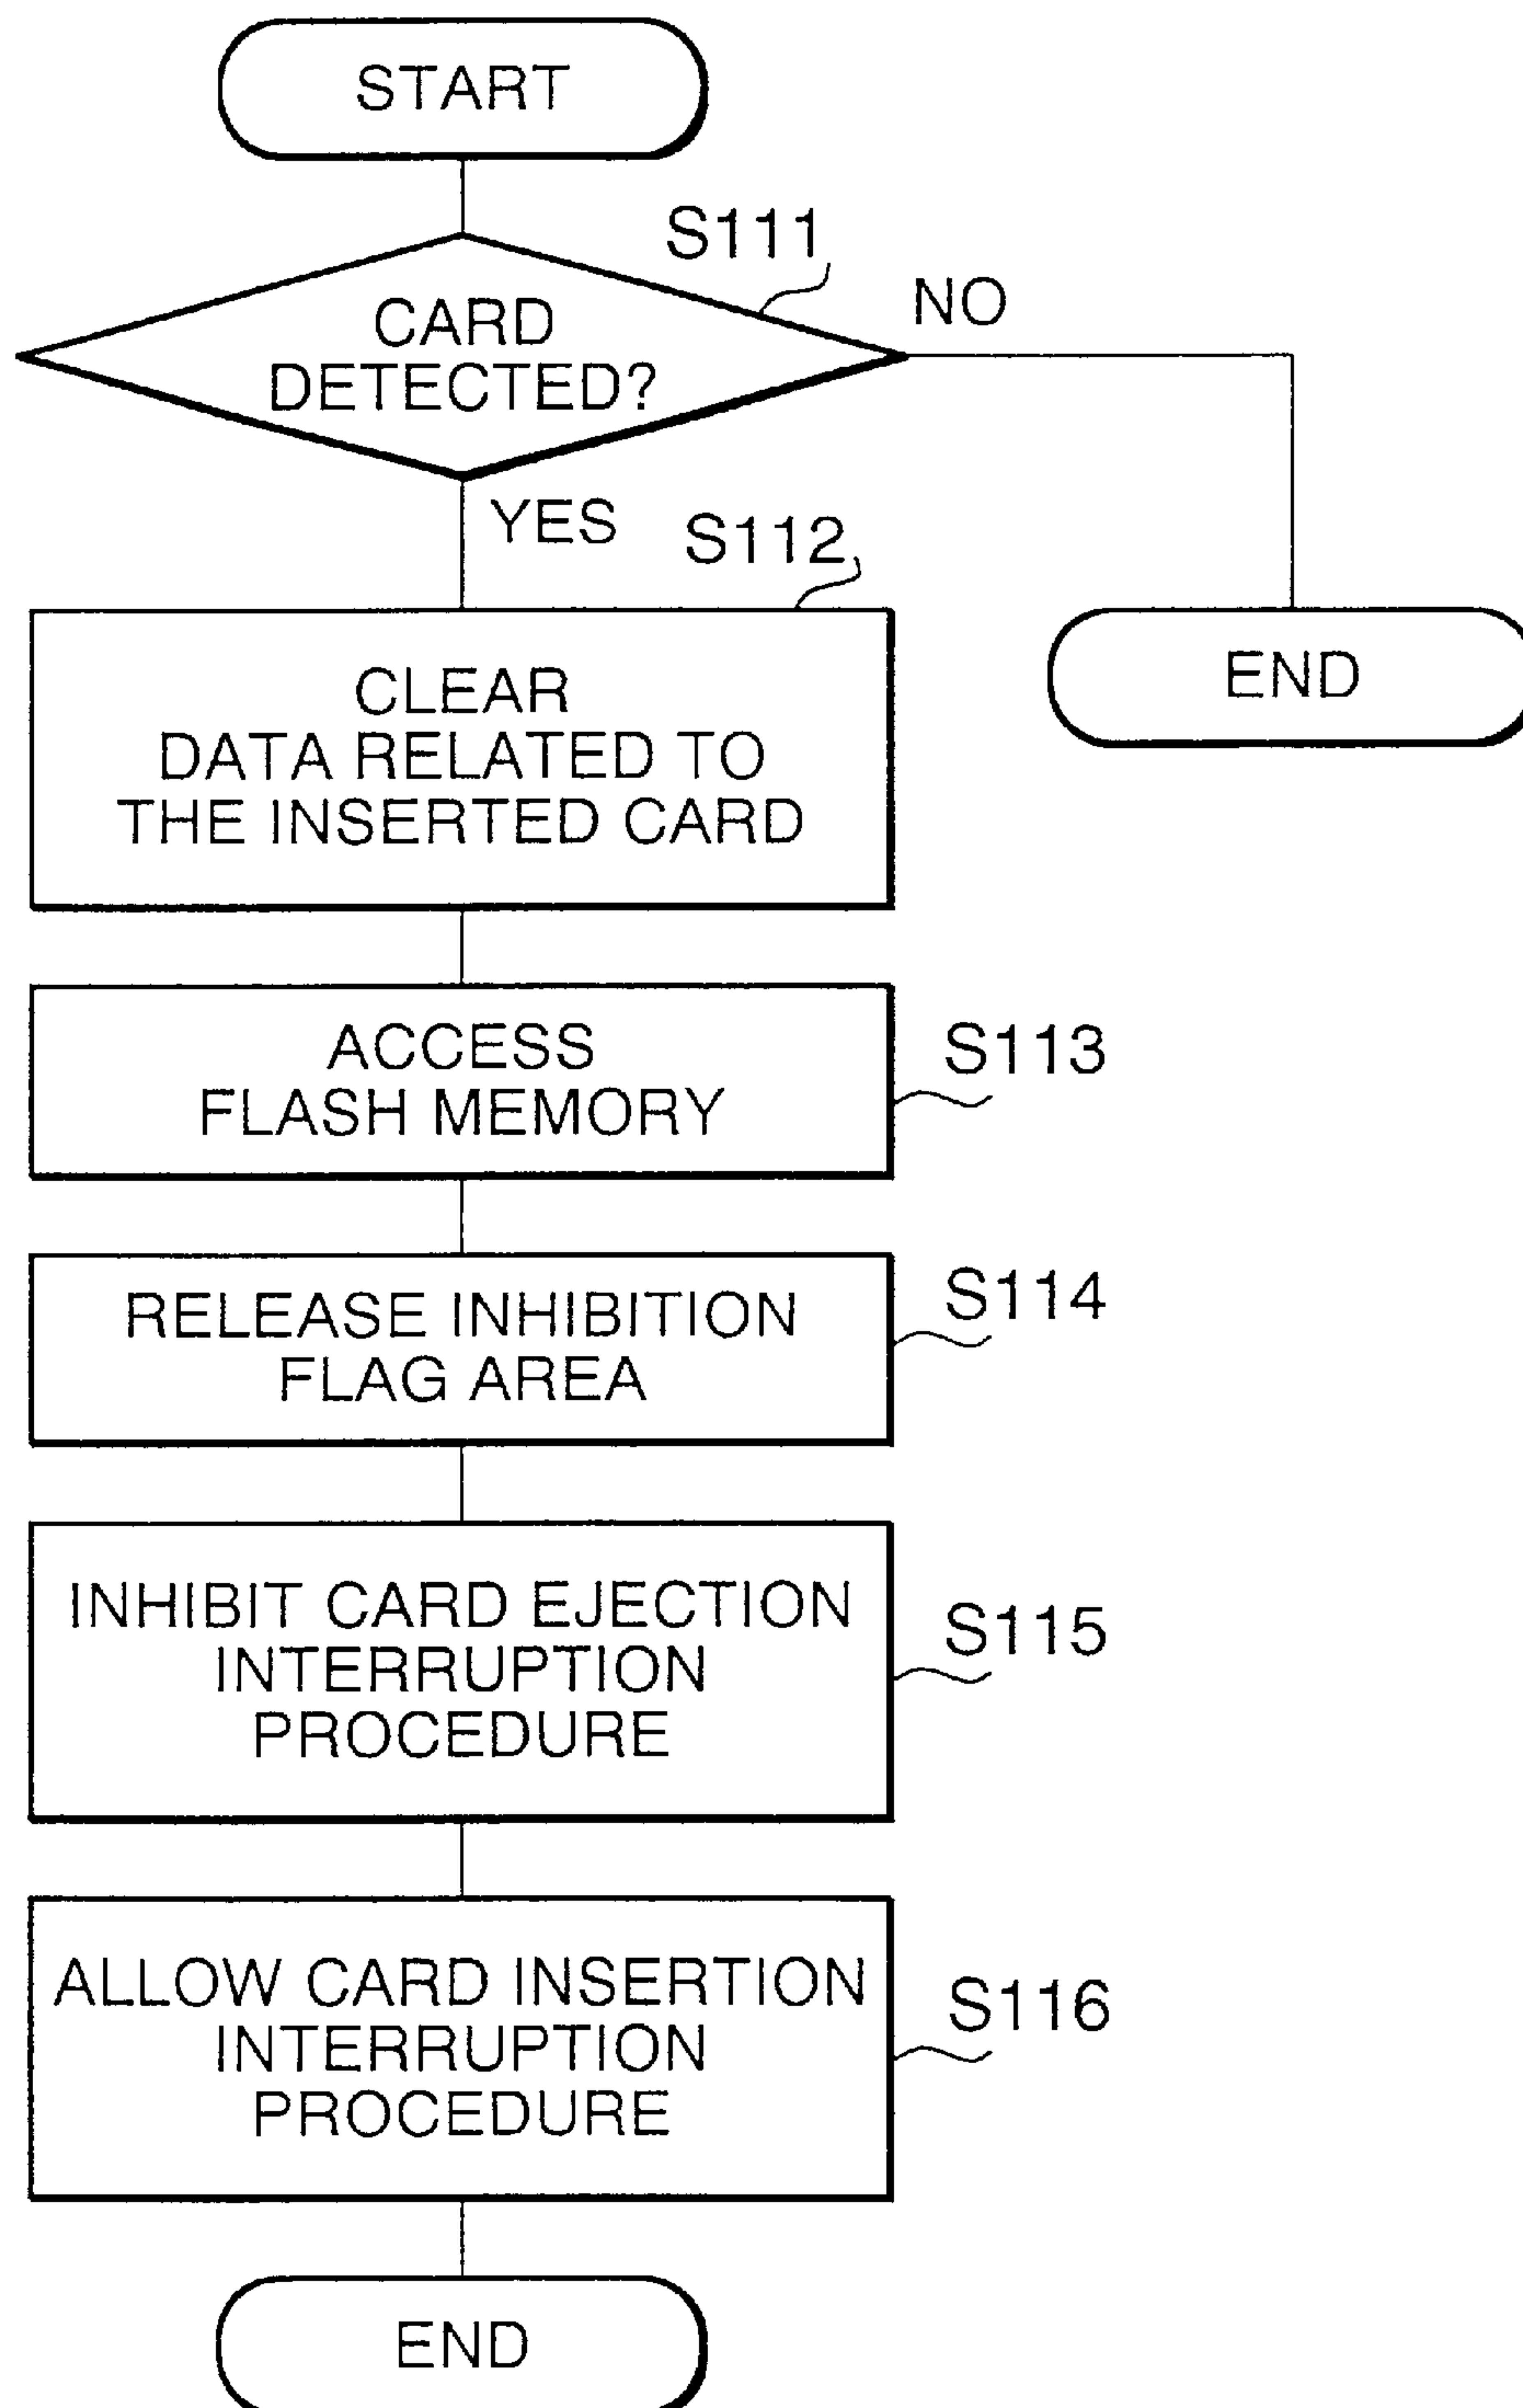 START
S111
CARD
DETECTED?
NO
YES
S112
CLEAR
DATA RELATED TO
THE INSERTED CARD
END
ACCESS
FLASH MEMORY
S113
RELEASE INHIBITION
FLAG AREA
S114
INHIBIT CARD EJECTION
INTERRUPTION
PROCEDURE
S115
ALLOW CARD INSERTION
INTERRUPTION
PROCEDURE
S116
END